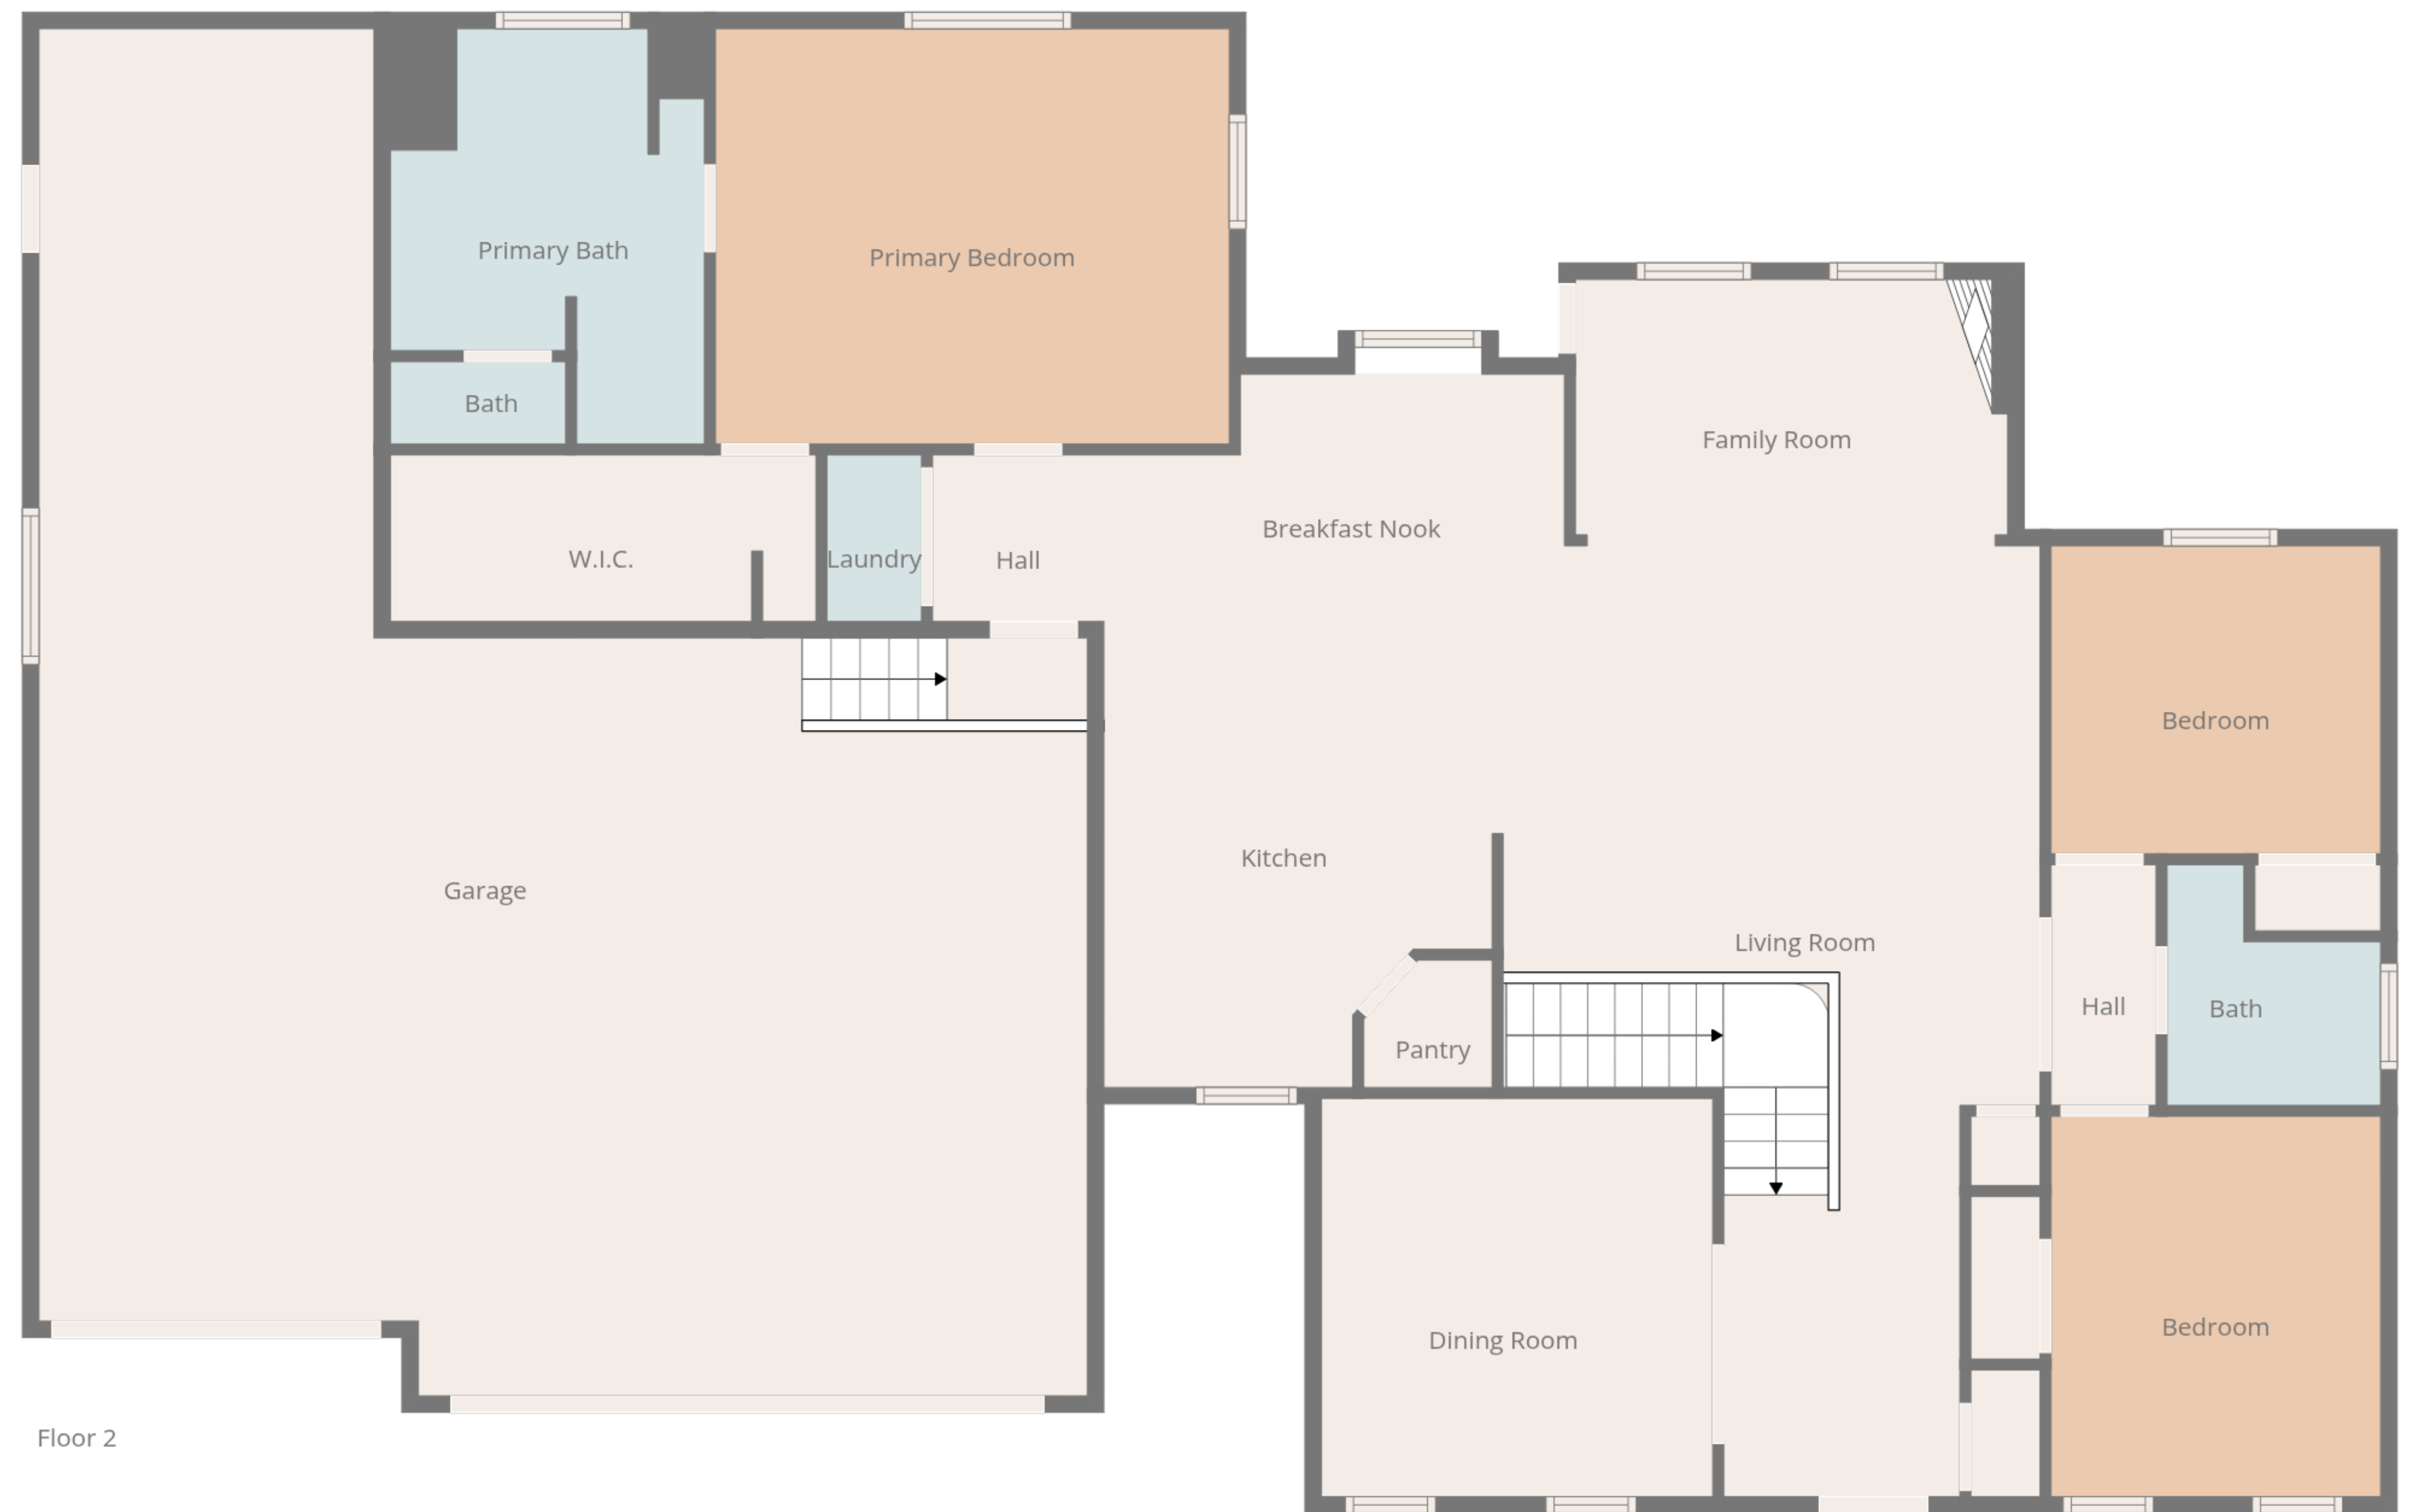 Primary Bath
Primary Bedroom
Bath
Family Room
Breakfast Nook
W.I.C.
Laundry
Hall
Bedroom
Kitchen
Garage
Living Room
Hall
Bath
Pantry
Dining Room
Bedroom
Floor 2